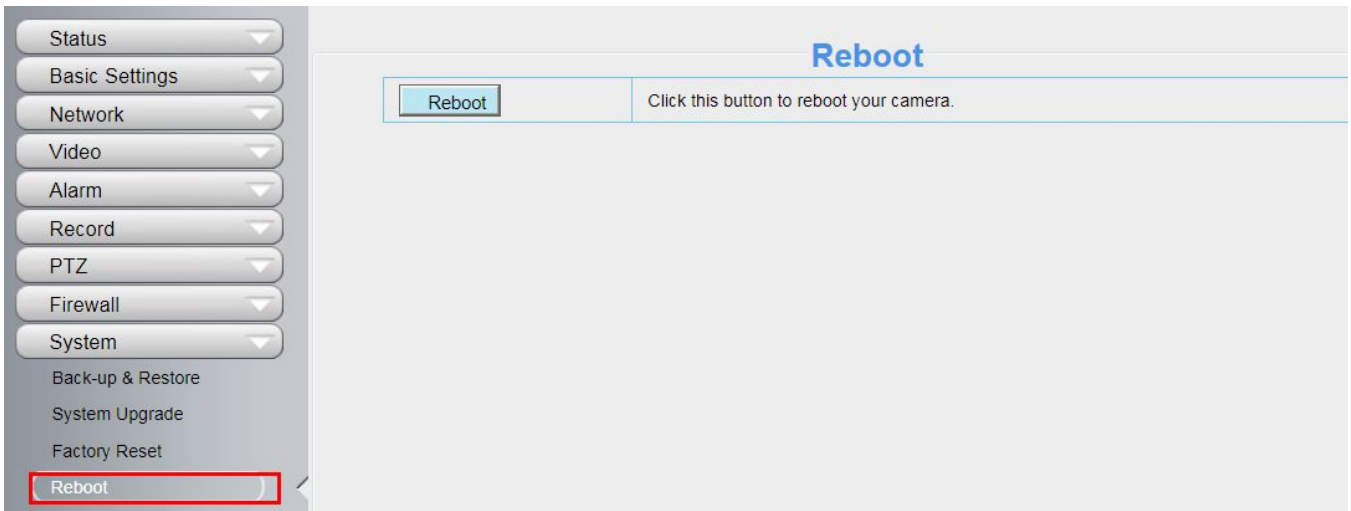 Status
Basic Settings
Network
Video
Alarm
Record
PTZ
Firewall
System
Back-up & Restore
System Upgrade
Factory Reset
Reboot
Reboot
Reboot Click this button to reboot your camera.